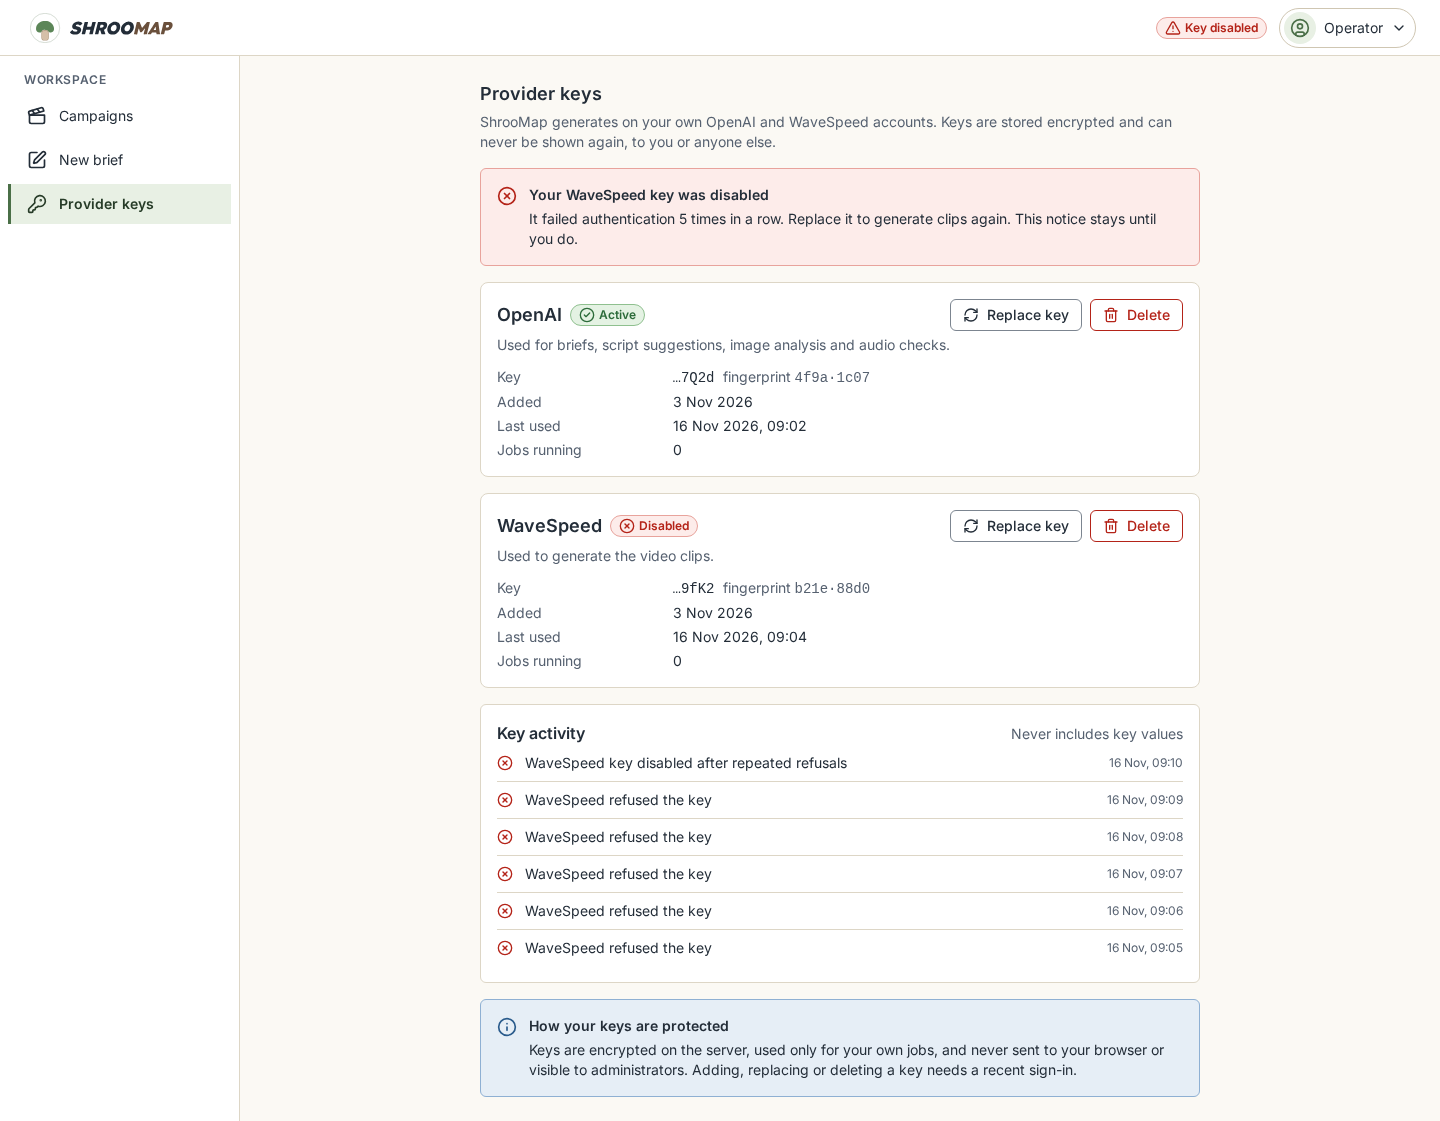 SHROOMAP
Key disabled
Operator
WORKSPACE
Campaigns
New brief
Provider keys
Provider keys
ShrooMap generates on your own OpenAI and WaveSpeed accounts. Keys are stored encrypted and can
never be shown again, to you or anyone else.
Your WaveSpeed key was disabled
It failed authentication 5 times in a row. Replace it to generate clips again. This notice stays until
you do.
OpenAI Active Replace key Delete
Used for briefs, script suggestions, image analysis and audio checks.
Key …7Q2d fingerprint 4f9a·1c07
Added 3 Nov 2026
Last used 16 Nov 2026, 09:02
Jobs running 0
WaveSpeed Disabled Replace key Delete
Used to generate the video clips.
Key …9fK2 fingerprint b21e·88d0
Added 3 Nov 2026
Last used 16 Nov 2026, 09:04
Jobs running 0
Key activity Never includes key values
WaveSpeed key disabled after repeated refusals 16 Nov, 09:10
WaveSpeed refused the key 16 Nov, 09:09
WaveSpeed refused the key 16 Nov, 09:08
WaveSpeed refused the key 16 Nov, 09:07
WaveSpeed refused the key 16 Nov, 09:06
WaveSpeed refused the key 16 Nov, 09:05
How your keys are protected
Keys are encrypted on the server, used only for your own jobs, and never sent to your browser or
visible to administrators. Adding, replacing or deleting a key needs a recent sign-in.